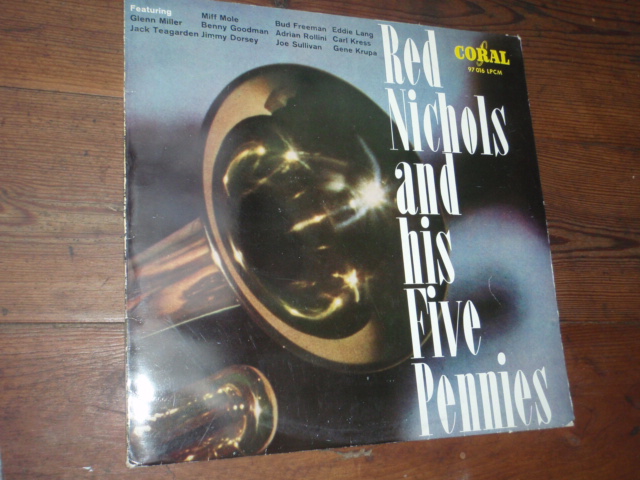 Featuring
Glenn Miller Miff Mole Bud Freeman Eddie Lang
Jack Teagarden Benny Goodman Adrian Rollini Carl Kress
Jimmy Dorsey Joe Sullivan Gene Krupa
CORAL
97 016 LPCM
Red
Nichols
and
his
Five
Pennies